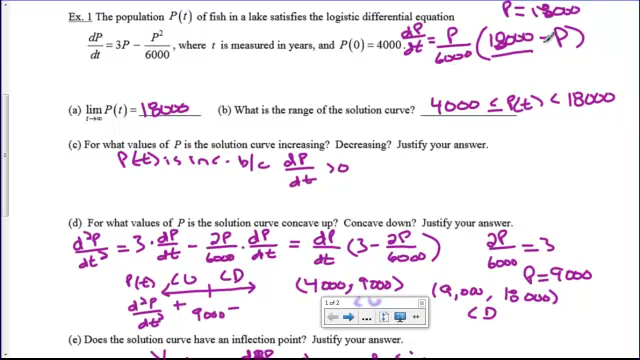 P = 18000
Ex. 1 The population P(t) of fish in a lake satisfies the logistic differential equation
dP/dt = 3P − P²/6000, where t is measured in years, and P(0) = 4000. dP/dt = P/6000 (18000 − P)
(a) lim t→∞ P(t) = 18000 (b) What is the range of the solution curve? 4000 ≤ P(t) < 18000
(c) For what values of P is the solution curve increasing? Decreasing? Justify your answer.
P(t) is inc. b/c dP/dt > 0
(d) For what values of P is the solution curve concave up? Concave down? Justify your answer.
d²P/dt² = 3 · dP/dt − 2P/6000 · dP/dt = dP/dt (3 − 2P/6000) 2P/6000 = 3
P = 9000
P(t) CU CD (4000, 9000) (9,000, 18000)
d²P/dt² + 9000 − CU CD
1 of 2
(e) Does the solution curve have an inflection point? Justify your answer.